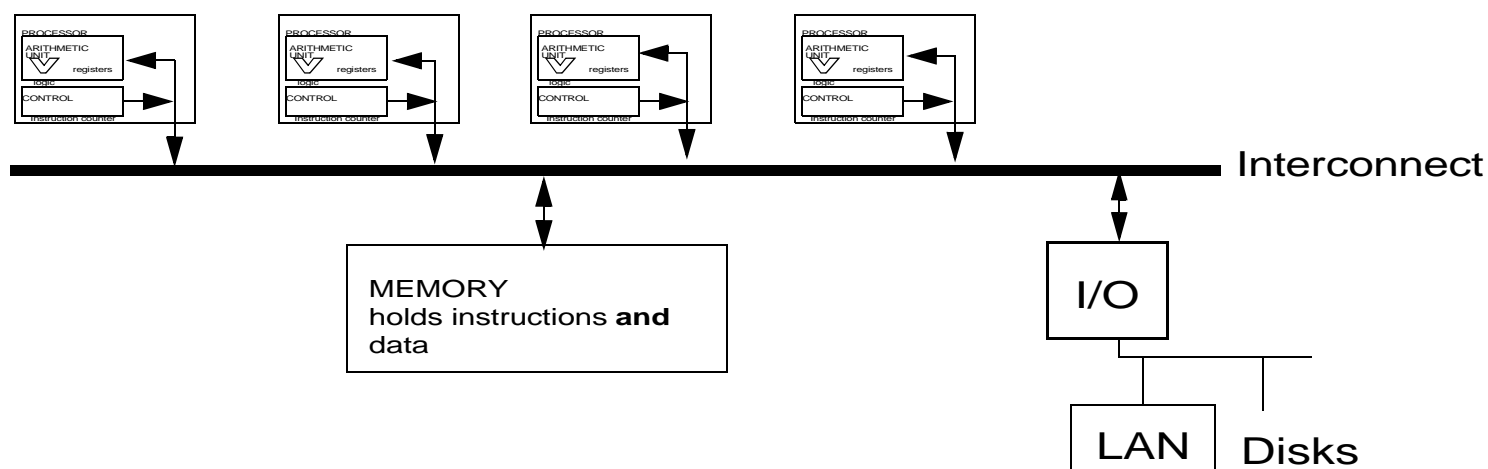 PROCESSOR
ARITHMETIC
UNIT
registers
logic
CONTROL
instruction counter
PROCESSOR
ARITHMETIC
UNIT
registers
logic
CONTROL
instruction counter
PROCESSOR
ARITHMETIC
UNIT
registers
logic
CONTROL
instruction counter
PROCESSOR
ARITHMETIC
UNIT
registers
logic
CONTROL
instruction counter
Interconnect
MEMORY
holds instructions and
data
I/O
LAN
Disks